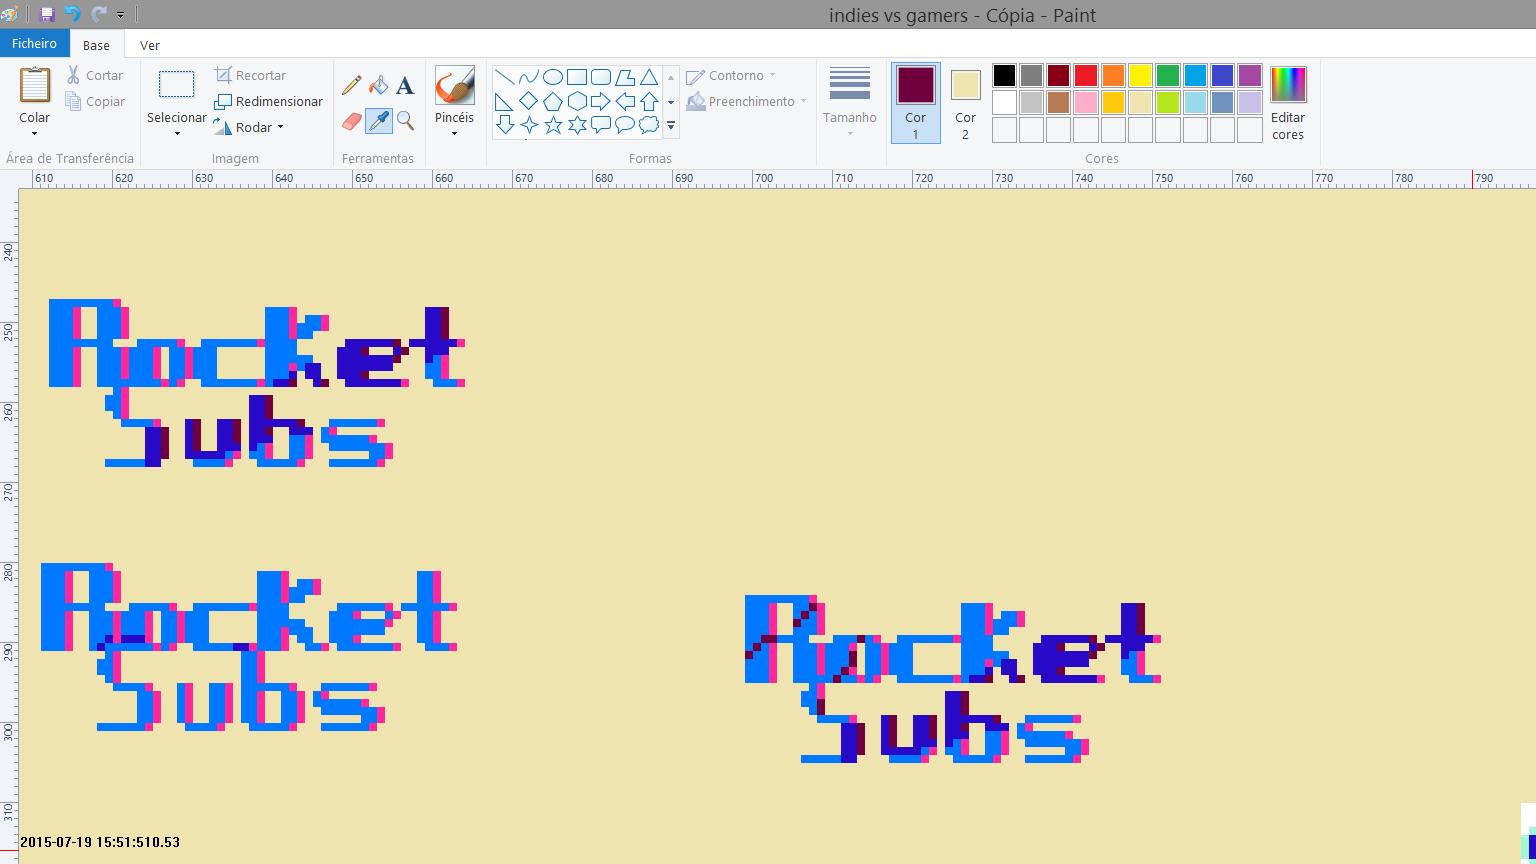 indies vs gamers - Cópia - Paint
Ficheiro Base Ver
Colar
Cortar
Copiar
Área de Transferência
Selecionar
Recortar
Redimensionar
Rodar
Imagem
A
Ferramentas
Pincéis
Contorno
Preenchimento
Formas
Tamanho
Cor 1
Cor 2
Editar cores
Cores
610 620 630 640 650 660 670 680 690 700 710 720 730 740 750 760 770 780 790
240
250
260
270
280
290
300
310
Rocket
Subs
Rocket
Subs
Rocket
Subs
2015-07-19 15:51:510.53